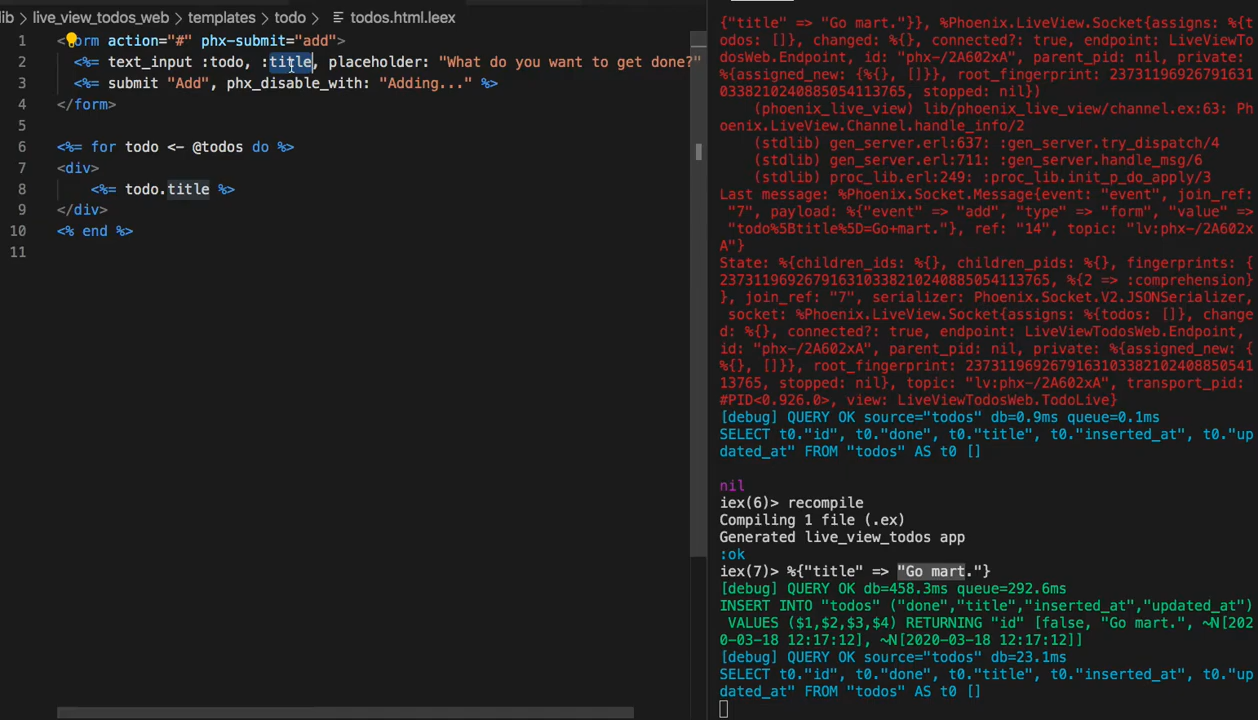 lib > live_view_todos_web > templates > todo > todos.html.leex
1 <form action="#" phx-submit="add">
2 <%= text_input :todo, :title, placeholder: "What do you want to get done?"
3 <%= submit "Add", phx_disable_with: "Adding..." %>
4 </form>
5
6 <%= for todo <- @todos do %>
7 <div>
8 <%= todo.title %>
9 </div>
10 <% end %>
11
{"title" => "Go mart."}}, %Phoenix.LiveView.Socket{assigns: %{t
odos: []}, changed: %{}, connected?: true, endpoint: LiveViewTo
dosWeb.Endpoint, id: "phx-/2A602xA", parent_pid: nil, private:
%{assigned_new: {%{}, []}}, root_fingerprint: 23731196926791631
0338210240885054113765, stopped: nil})
(phoenix_live_view) lib/phoenix_live_view/channel.ex:63: Ph
oenix.LiveView.Channel.handle_info/2
(stdlib) gen_server.erl:637: :gen_server.try_dispatch/4
(stdlib) gen_server.erl:711: :gen_server.handle_msg/6
(stdlib) proc_lib.erl:249: :proc_lib.init_p_do_apply/3
Last message: %Phoenix.Socket.Message{event: "event", join_ref:
"7", payload: %{"event" => "add", "type" => "form", "value" =>
"todo%5Btitle%5D=Go+mart."}, ref: "14", topic: "lv:phx-/2A602x
A"}
State: %{children_ids: %{}, children_pids: %{}, fingerprints: {
237311969267916310338210240885054113765, %{2 => :comprehension}
}, join_ref: "7", serializer: Phoenix.Socket.V2.JSONSerializer,
socket: %Phoenix.LiveView.Socket{assigns: %{todos: []}, change
d: %{}, connected?: true, endpoint: LiveViewTodosWeb.Endpoint,
id: "phx-/2A602xA", parent_pid: nil, private: %{assigned_new: {
%{}, []}}, root_fingerprint: 2373119692679163103382102408850541
13765, stopped: nil}, topic: "lv:phx-/2A602xA", transport_pid:
#PID<0.926.0>, view: LiveViewTodosWeb.TodoLive}
[debug] QUERY OK source="todos" db=0.9ms queue=0.1ms
SELECT t0."id", t0."done", t0."title", t0."inserted_at", t0."up
dated_at" FROM "todos" AS t0 []
nil
iex(6)> recompile
Compiling 1 file (.ex)
Generated live_view_todos app
:ok
iex(7)> %{"title" => "Go mart."}
[debug] QUERY OK db=458.3ms queue=292.6ms
INSERT INTO "todos" ("done","title","inserted_at","updated_at")
VALUES ($1,$2,$3,$4) RETURNING "id" [false, "Go mart.", ~N[202
0-03-18 12:17:12], ~N[2020-03-18 12:17:12]]
[debug] QUERY OK source="todos" db=23.1ms
SELECT t0."id", t0."done", t0."title", t0."inserted_at", t0."up
dated_at" FROM "todos" AS t0 []